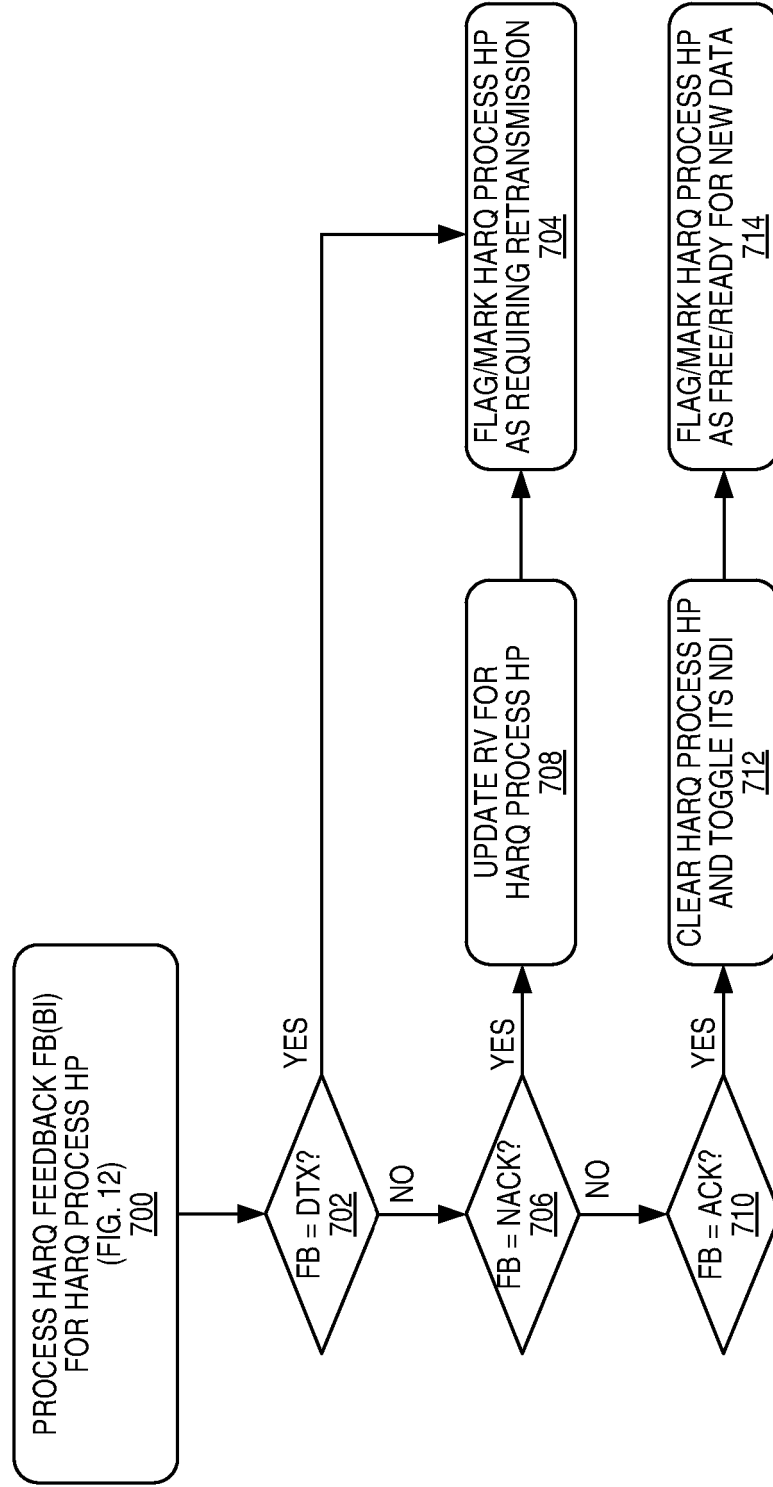 PROCESS HARQ FEEDBACK FB(BI)
FOR HARQ PROCESS HP
(FIG. 12)
700
FB = DTX?
702
YES
NO
FLAG/MARK HARQ PROCESS HP
AS REQUIRING RETRANSMISSION
704
FB = NACK?
706
YES
NO
UPDATE RV FOR
HARQ PROCESS HP
708
FB = ACK?
710
YES
CLEAR HARQ PROCESS HP
AND TOGGLE ITS NDI
712
FLAG/MARK HARQ PROCESS HP
AS FREE/READY FOR NEW DATA
714